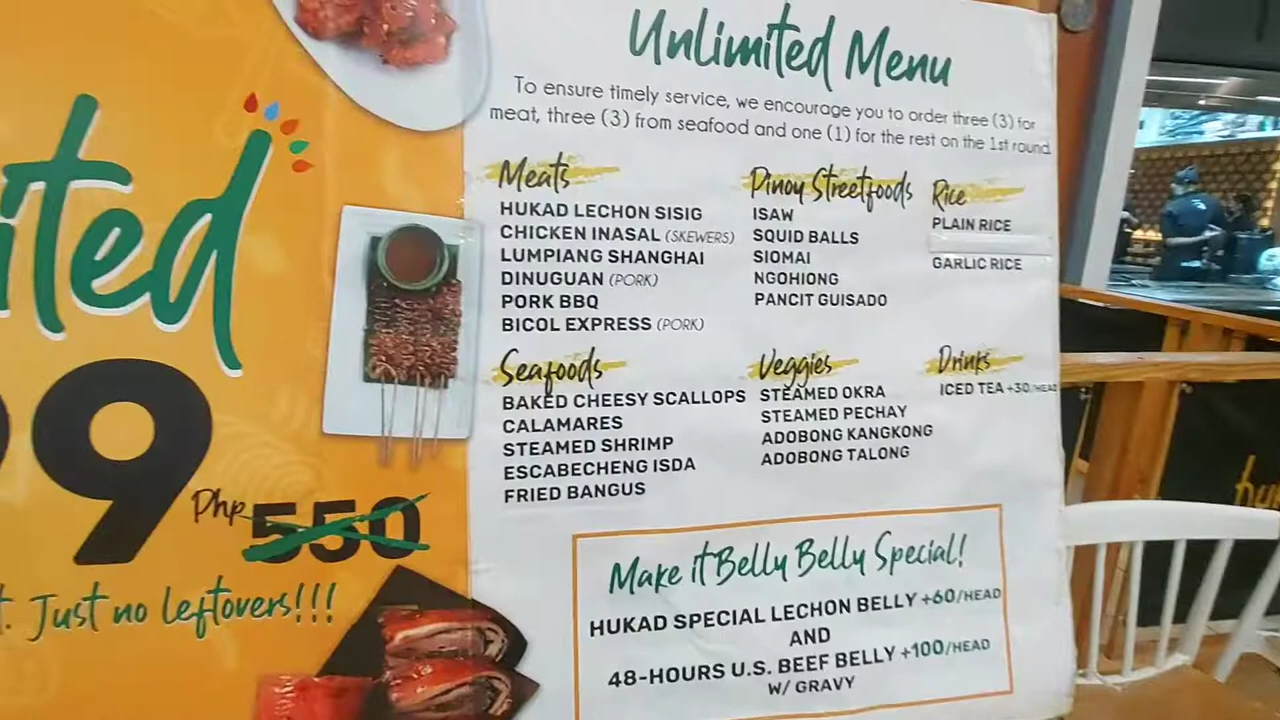 ited
9
Php 550
t. Just no leftovers!!!
Unlimited Menu
To ensure timely service, we encourage you to order three (3) for
meat, three (3) from seafood and one (1) for the rest on the 1st round.
Meats
HUKAD LECHON SISIG
CHICKEN INASAL (SKEWERS)
LUMPIANG SHANGHAI
DINUGUAN (PORK)
PORK BBQ
BICOL EXPRESS (PORK)
Pinoy Streetfoods
ISAW
SQUID BALLS
SIOMAI
NGOHIONG
PANCIT GUISADO
Rice
PLAIN RICE
GARLIC RICE
Seafoods
BAKED CHEESY SCALLOPS
CALAMARES
STEAMED SHRIMP
ESCABECHENG ISDA
FRIED BANGUS
Veggies
STEAMED OKRA
STEAMED PECHAY
ADOBONG KANGKONG
ADOBONG TALONG
Drinks
ICED TEA +30/HEAD
Make it Belly Belly Special!
HUKAD SPECIAL LECHON BELLY +60/HEAD
AND
48-HOURS U.S. BEEF BELLY +100/HEAD
W/ GRAVY